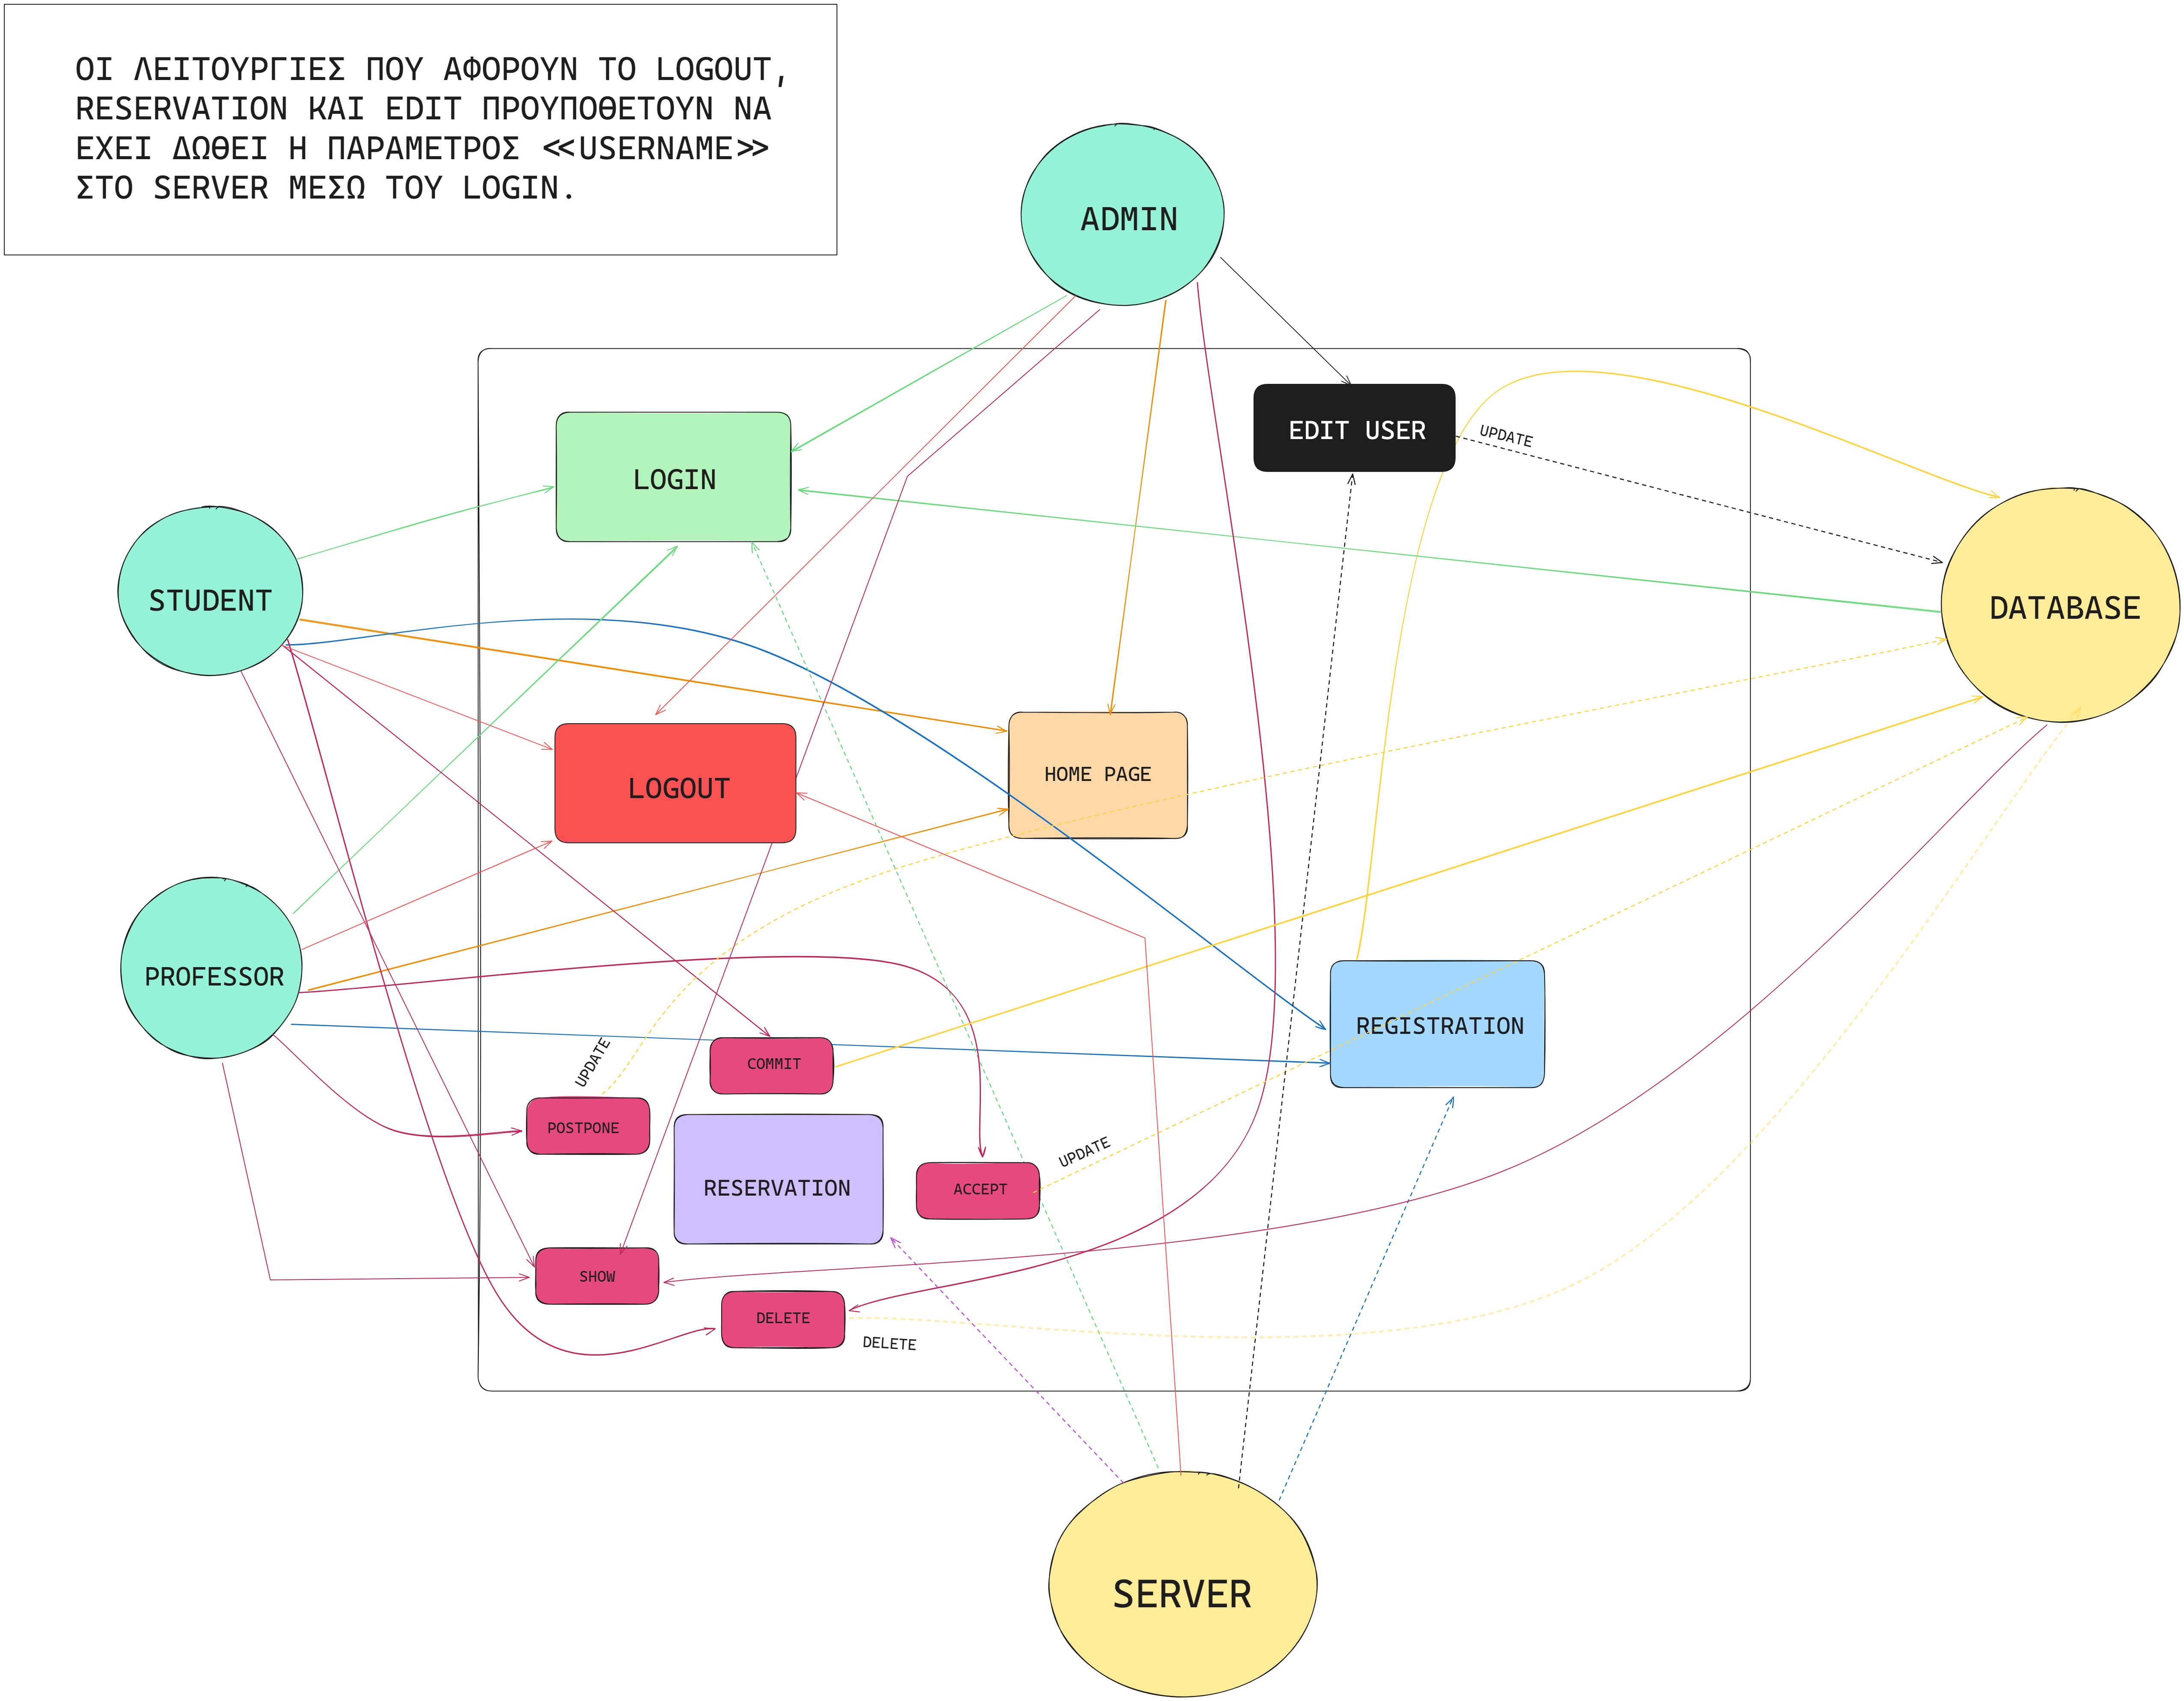 ΟΙ ΛΕΙΤΟΥΡΓΙΕΣ ΠΟΥ ΑΦΟΡΟΥΝ ΤΟ LOGOUT,
RESERVATION ΚΑΙ EDIT ΠΡΟΥΠΟΘΕΤΟΥΝ ΝΑ
ΕΧΕΙ ΔΩΘΕΙ Η ΠΑΡΑΜΕΤΡΟΣ <<USERNAME>>
ΣΤΟ SERVER ΜΕΣΩ ΤΟΥ LOGIN.
ADMIN
EDIT USER
UPDATE
LOGIN
STUDENT
DATABASE
HOME PAGE
LOGOUT
PROFESSOR
REGISTRATION
UPDATE
COMMIT
POSTPONE
UPDATE
RESERVATION
ACCEPT
SHOW
DELETE
DELETE
SERVER